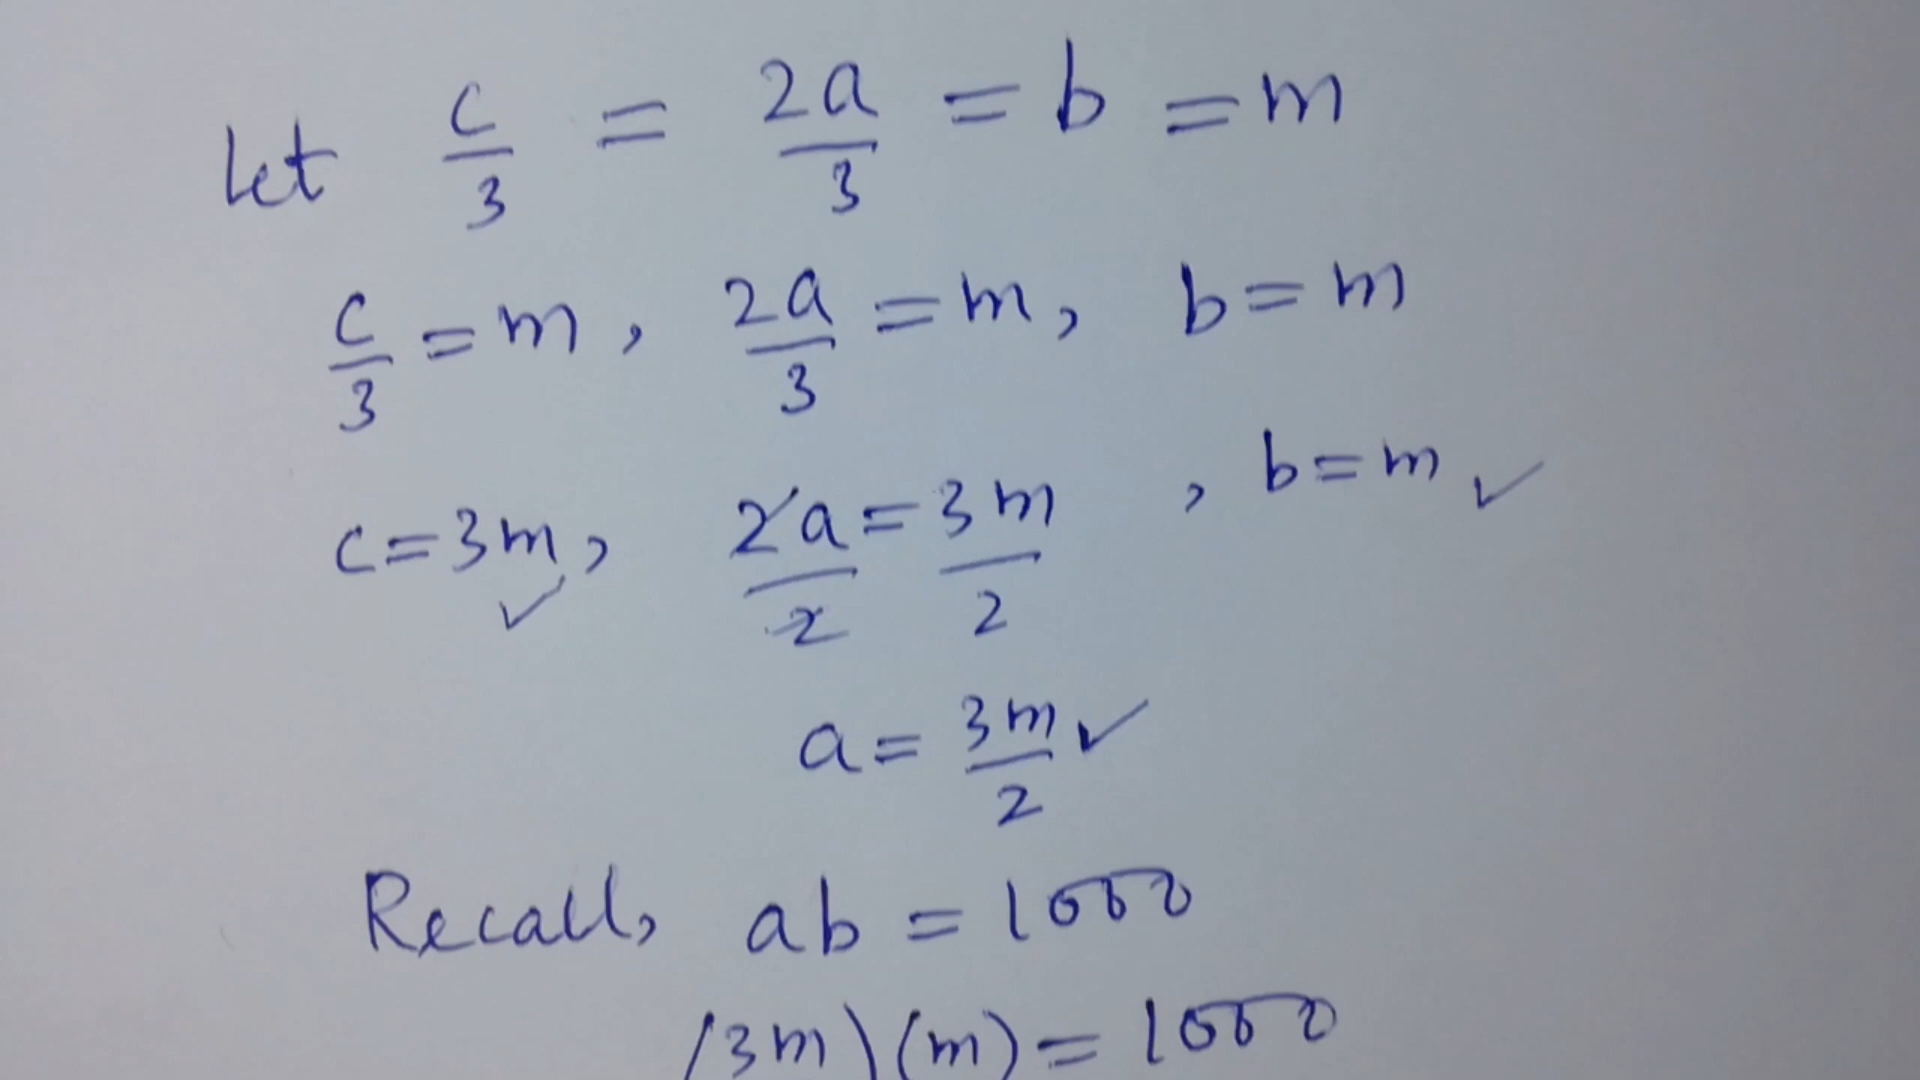 Let c/3 = 2a/3 = b = m
c/3 = m, 2a/3 = m, b = m
c = 3m, 2a/2 = 3m/2, b = m ✓
✓
a = 3m/2 ✓
Recall, ab = 1000
(3m)(m) = 1000